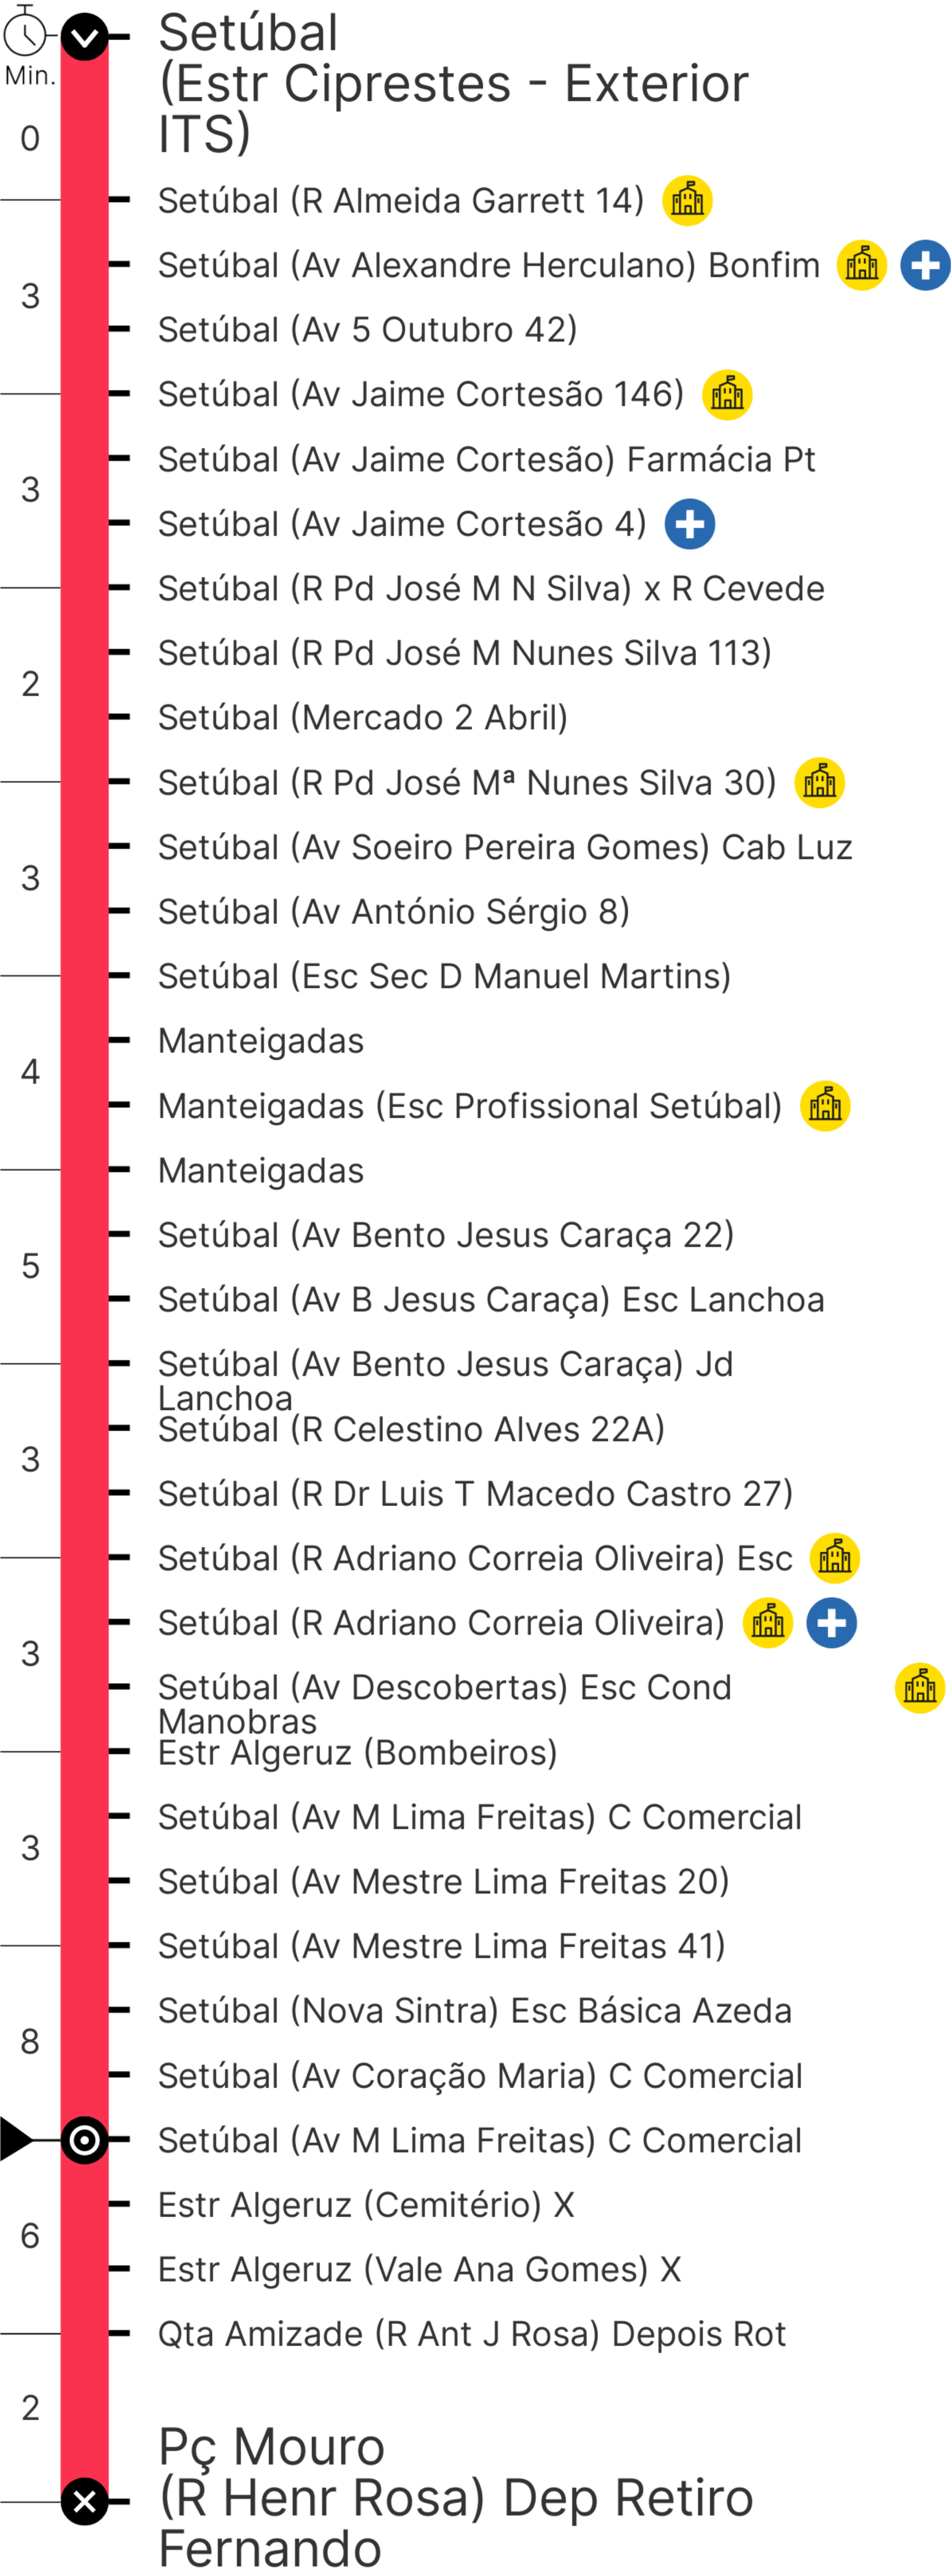 Setúbal
(Estr Ciprestes - Exterior
ITS)
Min.
0
Setúbal (R Almeida Garrett 14)
Setúbal (Av Alexandre Herculano) Bonfim
3
Setúbal (Av 5 Outubro 42)
Setúbal (Av Jaime Cortesão 146)
Setúbal (Av Jaime Cortesão) Farmácia Pt
3
Setúbal (Av Jaime Cortesão 4)
Setúbal (R Pd José M N Silva) x R Cevede
Setúbal (R Pd José M Nunes Silva 113)
2
Setúbal (Mercado 2 Abril)
Setúbal (R Pd José Mª Nunes Silva 30)
Setúbal (Av Soeiro Pereira Gomes) Cab Luz
3
Setúbal (Av António Sérgio 8)
Setúbal (Esc Sec D Manuel Martins)
Manteigadas
4
Manteigadas (Esc Profissional Setúbal)
Manteigadas
Setúbal (Av Bento Jesus Caraça 22)
5
Setúbal (Av B Jesus Caraça) Esc Lanchoa
Setúbal (Av Bento Jesus Caraça) Jd
Lanchoa
Setúbal (R Celestino Alves 22A)
3
Setúbal (R Dr Luis T Macedo Castro 27)
Setúbal (R Adriano Correia Oliveira) Esc
Setúbal (R Adriano Correia Oliveira)
3
Setúbal (Av Descobertas) Esc Cond
Manobras
Estr Algeruz (Bombeiros)
Setúbal (Av M Lima Freitas) C Comercial
3
Setúbal (Av Mestre Lima Freitas 20)
Setúbal (Av Mestre Lima Freitas 41)
Setúbal (Nova Sintra) Esc Básica Azeda
8
Setúbal (Av Coração Maria) C Comercial
Setúbal (Av M Lima Freitas) C Comercial
Estr Algeruz (Cemitério) X
6
Estr Algeruz (Vale Ana Gomes) X
Qta Amizade (R Ant J Rosa) Depois Rot
2
Pç Mouro
(R Henr Rosa) Dep Retiro
Fernando